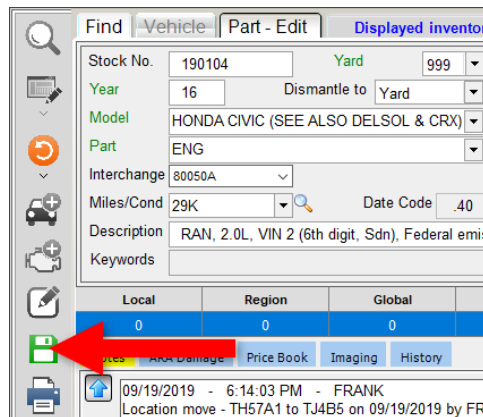 Find Vehicle Part - Edit Displayed
Stock No. 190104 Yard 999
Year 16 Dismantle to Yard
Model HONDA CIVIC (SEE ALSO DELSOL & CRX)
Part ENG
Interchange 80050A
Miles/Cond 29K Date Code .40
Description RAN, 2.0L, VIN 2 (6th digit, Sdn), Federal
Keywords
Local Region Global
0 0 0
AKA Damage Price Book Imaging History
09/19/2019 - 6:14:03 PM - FRANK
Location move - TH57A1 to TJ4B5 on 09/19/2019 by